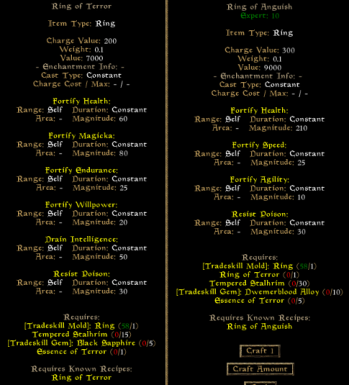 Ring of Terror
Item Type: Ring
Charge Value: 200
Weight: 0.1
Value: 7000
- Enchantment Info: -
Cast Type: Constant
Charge Cost / Max: - / -
Fortify Health:
Range: Self Duration: Constant
Area: - Magnitude: 60
Fortify Magicka:
Range: Self Duration: Constant
Area: - Magnitude: 80
Fortify Endurance:
Range: Self Duration: Constant
Area: - Magnitude: 25
Fortify Willpower:
Range: Self Duration: Constant
Area: - Magnitude: 20
Drain Intelligence:
Range: Self Duration: Constant
Area: - Magnitude: 50
Resist Poison:
Range: Self Duration: Constant
Area: - Magnitude: 30
Requires:
[Tradeskill Mold]: Ring (58/1)
Tempered Stalhrim (0/15)
[Tradeskill Gem]: Black Sapphire (0/5)
Essence of Terror (0/1)
Requires Known Recipes:
Ring of Terror
Ring of Anguish
Expert: 10
Item Type: Ring
Charge Value: 300
Weight: 0.1
Value: 9000
- Enchantment Info: -
Cast Type: Constant
Charge Cost / Max: - / -
Fortify Health:
Range: Self Duration: Constant
Area: - Magnitude: 210
Fortify Speed:
Range: Self Duration: Constant
Area: - Magnitude: 25
Fortify Agility:
Range: Self Duration: Constant
Area: - Magnitude: 10
Resist Poison:
Range: Self Duration: Constant
Area: - Magnitude: 30
Requires:
[Tradeskill Mold]: Ring (58/1)
Ring of Terror (0/1)
Tempered Stalhrim (0/30)
[Tradeskill Gem]: Dwemerblood Alloy (0/10)
Essence of Terror (0/5)
Requires Known Recipes:
Ring of Anguish
Craft 1
Craft Amount